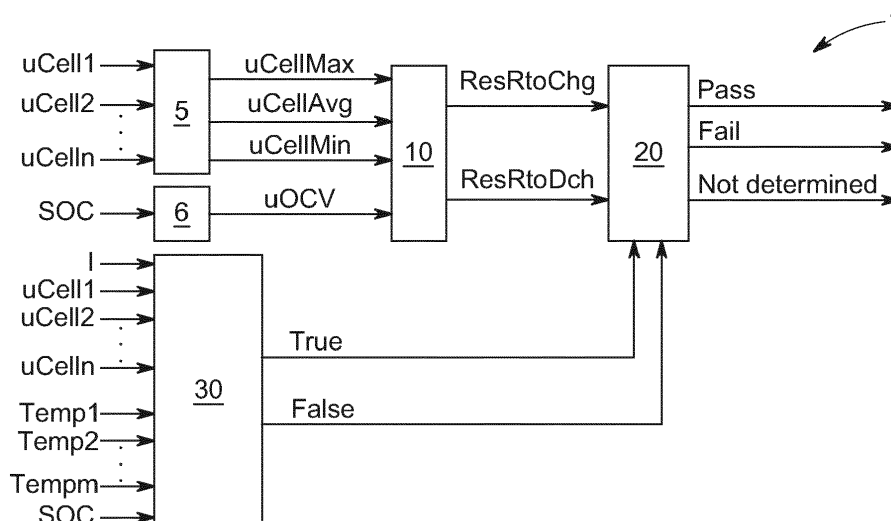 uCell1
uCell2
uCelln
5
uCellMax
uCellAvg
uCellMin
10
ResRtoChg
ResRtoDch
20
Pass
Fail
Not determined
SOC
6
uOCV
I
uCell1
uCell2
uCelln
Temp1
Temp2
Tempm
SOC
30
True
False